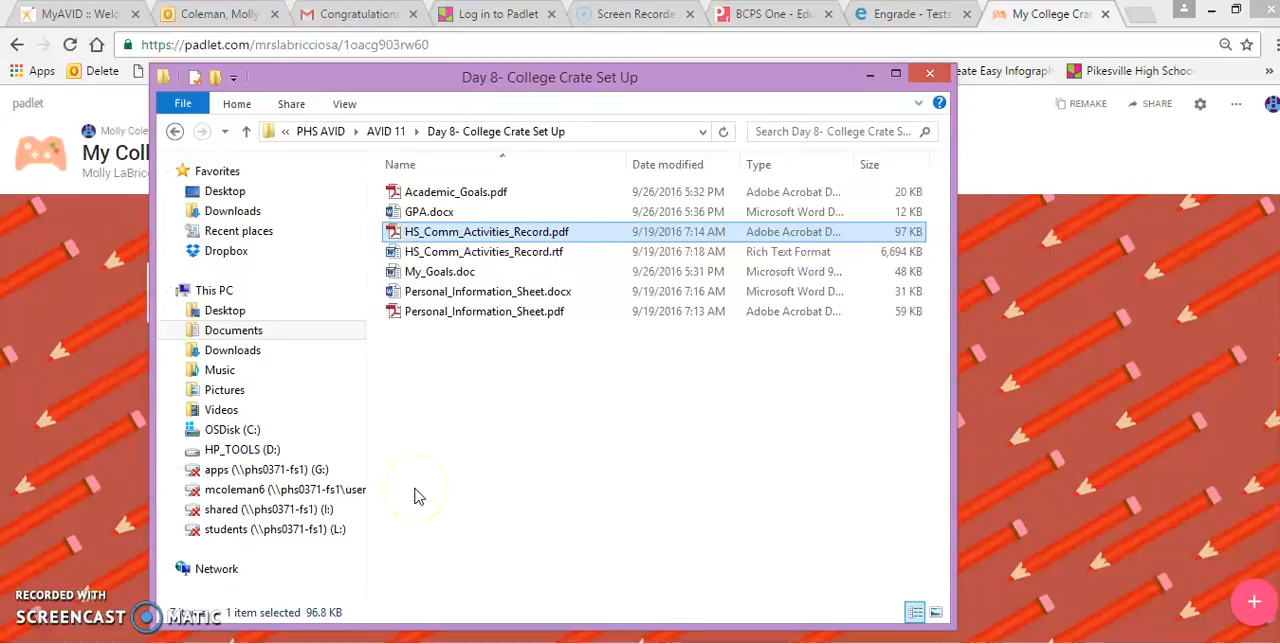 MyAVID :: Welc
Coleman, Molly
Congratulations
Log in to Padlet
Screen Recorde
BCPS One - Edu
Engrade - Tests
My College Crat
https://padlet.com/mrslabricciosa/1oacg903rw60
Apps
Delete
eate Easy Infograph
Pikesville High Schoo
»
padlet
Molly Cole
My Coll
Molly LaBric
REMAKE
SHARE
Day 8- College Crate Set Up
File
Home
Share
View
« PHS AVID
AVID 11
Day 8- College Crate Set Up
Search Day 8- College Crate S...
Favorites
Desktop
Downloads
Recent places
Dropbox
This PC
Desktop
Documents
Downloads
Music
Pictures
Videos
OSDisk (C:)
HP_TOOLS (D:)
apps (\\phs0371-fs1) (G:)
mcoleman6 (\\phs0371-fs1\user
shared (\\phs0371-fs1) (I:)
students (\\phs0371-fs1) (L:)
Network
Name Date modified Type Size
Academic_Goals.pdf 9/26/2016 5:32 PM Adobe Acrobat D... 20 KB
GPA.docx 9/26/2016 5:36 PM Microsoft Word D... 12 KB
HS_Comm_Activities_Record.pdf 9/19/2016 7:14 AM Adobe Acrobat D... 97 KB
HS_Comm_Activities_Record.rtf 9/19/2016 7:18 AM Rich Text Format 6,694 KB
My_Goals.doc 9/26/2016 5:31 PM Microsoft Word 9... 48 KB
Personal_Information_Sheet.docx 9/19/2016 7:16 AM Microsoft Word D... 31 KB
Personal_Information_Sheet.pdf 9/19/2016 7:13 AM Adobe Acrobat D... 59 KB
1 item selected 96.8 KB
RECORDED WITH
SCREENCAST MATIC